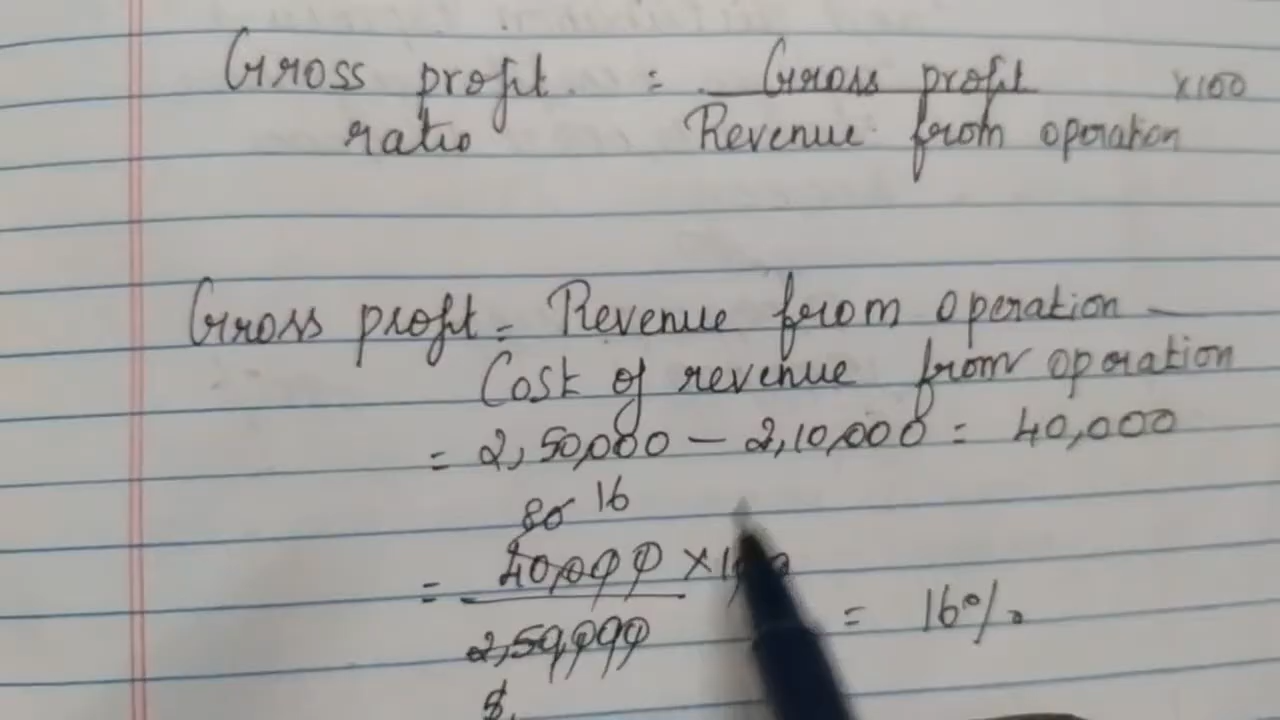 Gross profit = Gross profit ×100
ratio Revenue from operation
Gross profit = Revenue from operation –
Cost of revenue from operation
= 2,50,000 – 2,10,000 = 40,000
80 16
= 40,000 ×100
2,50,000 = 16%
5